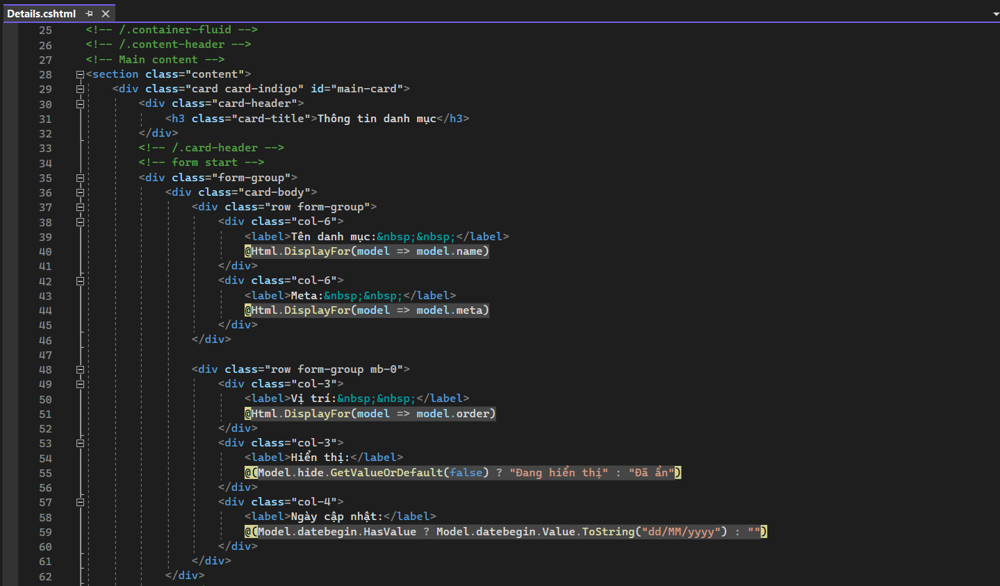 Details.cshtml
25 <!-- /.container-fluid -->
26 <!-- /.content-header -->
27 <!-- Main content -->
28 <section class="content">
29 <div class="card card-indigo" id="main-card">
30 <div class="card-header">
31 <h3 class="card-title">Thông tin danh mục</h3>
32 </div>
33 <!-- /.card-header -->
34 <!-- form start -->
35 <div class="form-group">
36 <div class="card-body">
37 <div class="row form-group">
38 <div class="col-6">
39 <label>Tên danh mục:&nbsp;&nbsp;</label>
40 @Html.DisplayFor(model => model.name)
41 </div>
42 <div class="col-6">
43 <label>Meta:&nbsp;&nbsp;</label>
44 @Html.DisplayFor(model => model.meta)
45 </div>
46 </div>
47
48 <div class="row form-group mb-0">
49 <div class="col-3">
50 <label>Vị trí:&nbsp;&nbsp;</label>
51 @Html.DisplayFor(model => model.order)
52 </div>
53 <div class="col-3">
54 <label>Hiển thị:</label>
55 @(Model.hide.GetValueOrDefault(false) ? "Đang hiển thị" : "Đã ẩn")
56 </div>
57 <div class="col-4">
58 <label>Ngày cập nhật:</label>
59 @(Model.datebegin.HasValue ? Model.datebegin.Value.ToString("dd/MM/yyyy") : "")
60 </div>
61 </div>
62 </div>